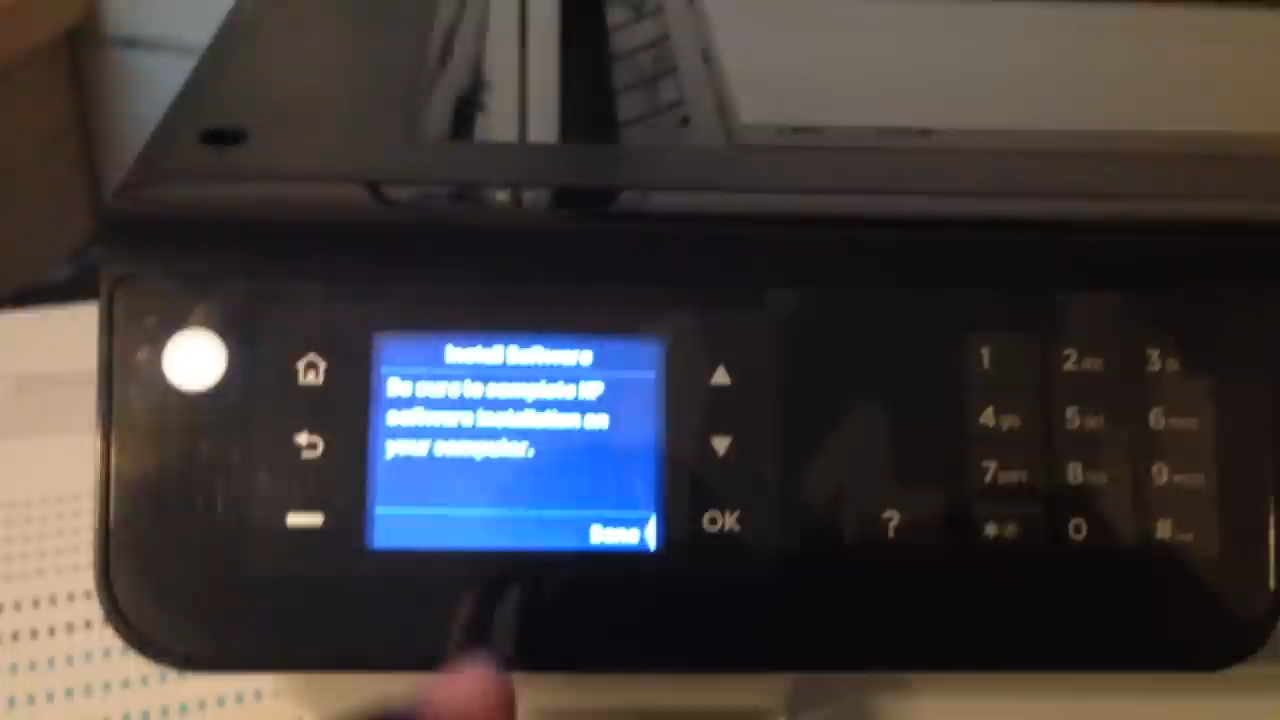 Install Software
Be sure to complete HP
software installation on
your computer.
Done
OK
?
1
2
3
4
5
6
7
8
9
0
#